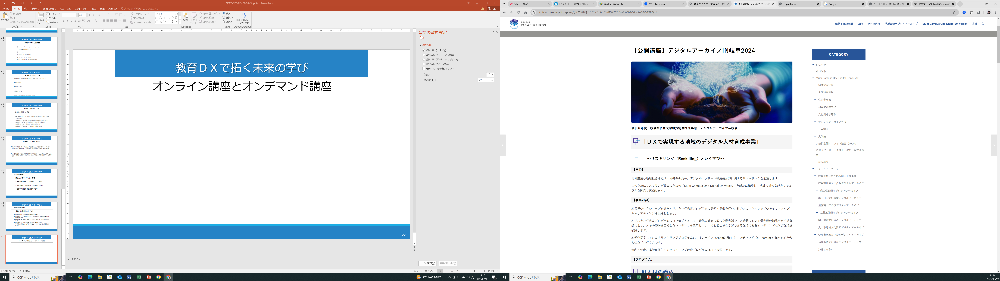 教育ＤＸで拓く未来の学び .pptx - PowerPoint
ファイル ホーム 挿入 デザイン 画面切り替え アニメーション スライド ショー 校閲 表示 Acrobat 実行したい作業を入力してください... 共有
貼り付け 切り取り コピー 書式のコピー/貼り付け
新しいスライド レイアウト リセット セクション
文字列の方向 文字の配置 SmartArt に変換
配置 クイックスタイル 図形の塗りつぶし 図形の枠線 図形の効果
検索 置換 選択
PDF を作成してリンクを共有
クリップボード スライド フォント 段落 図形描画 編集 Adobe Acrobat
16
教育ＤＸで拓く未来の学び
17
教育ＤＸで拓く未来の学び
e-Learningという学習
18
教育ＤＸで拓く未来の学び
e-Learningという学習
19
教育ＤＸで拓く未来の学び
20
教育ＤＸで拓く未来の学び
授業の効果分析
授業の効果が上がらない要因
21
教育ＤＸで拓く未来の学び
授業の効果分析
授業の効果測定のポイント
22
教育ＤＸで拓く未来の学び
オンライン講座とオンデマンド講座
教育ＤＸで拓く未来の学び
オンライン講座とオンデマンド講座
22
ノートを入力
背景の書式設定
塗りつぶし
塗りつぶし (単色)(S)
塗りつぶし (グラデーション)(G)
塗りつぶし (図またはテクスチャ)(P)
塗りつぶし (パターン)(A)
背景グラフィックを表示しない(H)
色(C)
透明度(T) 0%
すべてに適用(L) 背景のリセット(B)
スライド 22/22 日本語 ノート コメント 135%
ここに入力して検索 5°C 晴れのちくもり A 14:16 2025/02/19
Yahoo! JAPAN トップページ - サイボウズ Office @nifty - Webメール (20+) Facebook 岐阜女子大学 学習者の目的 【公開講座】デジタルアーカイブin Login Portal Google オーラルヒストリー 木田宏 教育資 岐阜女子大学 Multi Campus O
digitalarchiveproject.jp/press/【公開講座】デジタルアーカイブin岐阜2024%e3%80%80～%e3%80%80社/
岐阜女子大学
デジタルアーカイブ研究所
現状と課題認識 目的 計画の内容 地域資源デジタルアーカイブ Multi Campus One Digital University 実績
【公開講座】デジタルアーカイブIN岐阜2024
令和６年度 岐阜県私立大学地方創生推進事業 デジタルアーカイブin岐阜
「ＤＸで実現する地域のデジタル人材育成事業」
～リスキリング（Reskilling）という学び～
【目的】
地域産業や地域社会を担う人材確保のため，デジタル・グリーン等成長分野に関するリスキリングを推進します。
このためにリスキリング教育のための「Multi Campus One Digital University」を新たに構築し，地域人材の育成カリキュ
ラムを開発し実践します。
【事業内容】
産業界や社会のニーズを満たすリスキング教育プログラムの開発・提供を行い，社会人のスキルアップやキャリアアップ，
キャリアチェンジを後押しします。
本リスキング教育プログラムのコンセプトとして，時代の潮流に即した最先端で，各分野において最先端の知見を有する講
師により，スキル修得を目指したコンテンツを活用し，いつでもどこでも学習できる環境であるオンデマンドな学習環境を
構築します。
本学が提案していますリスキリングプログラムは、オンライン（Zoom）講座 とオンデマンド（e-Learning）講座を組み合
わせたプログラムです。
令和６年度，本学が提供するリスキリング教育プログラムは以下の通りです。
【プログラム】
AI人材の養成
CATEGORY
お知らせ
イベント
Multi Campus One Digital University
健康栄養学科
生活科学専攻
住居学専攻
初等教育学専攻
文化創造学専攻
デジタルアーカイブ専攻
公開講座
大学院
大規模公開オンライン講座（MOOC）
教育リソース（テキスト・教材・論文資料
等）
研究論文
デジタルアーカイブ
岐阜県私立大学地方創生推進事業
岐阜市地域文化資源デジタルアーカイブ
織田信長遺産デジタルアーカイブ
郡上白山文化遺産デジタルアーカイブ
飛騨高山匠の技デジタルアーカイブ
左甚五郎遺産デジタルアーカイブ
関市地域文化資源デジタルアーカイブ
犬山市地域文化資源デジタルアーカイブ
伊那市地域文化資源デジタルアーカイブ
沖縄地域文化資源デジタルアーカイブ
沖縄おうらい
ここに入力して検索 14:16 2025/02/19